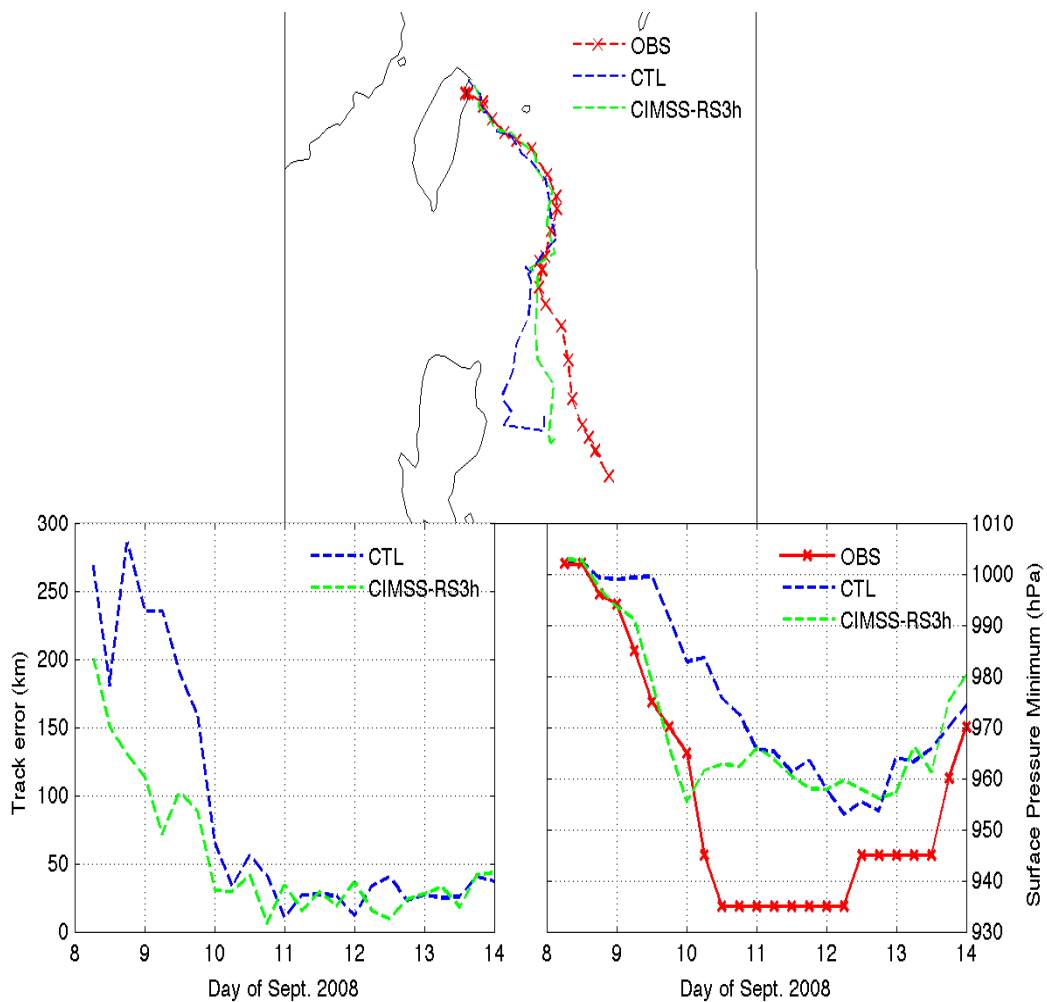 OBS
CTL
CIMSS-RS3h
300
250
200
150
100
50
0
Track error (km)
CTL
CIMSS-RS3h
8 9 10 11 12 13 14
Day of Sept. 2008
OBS
CTL
CIMSS-RS3h
1010
1000
990
980
970
960
950
940
930
Surface Pressure Minimum (hPa)
8 9 10 11 12 13 14
Day of Sept. 2008